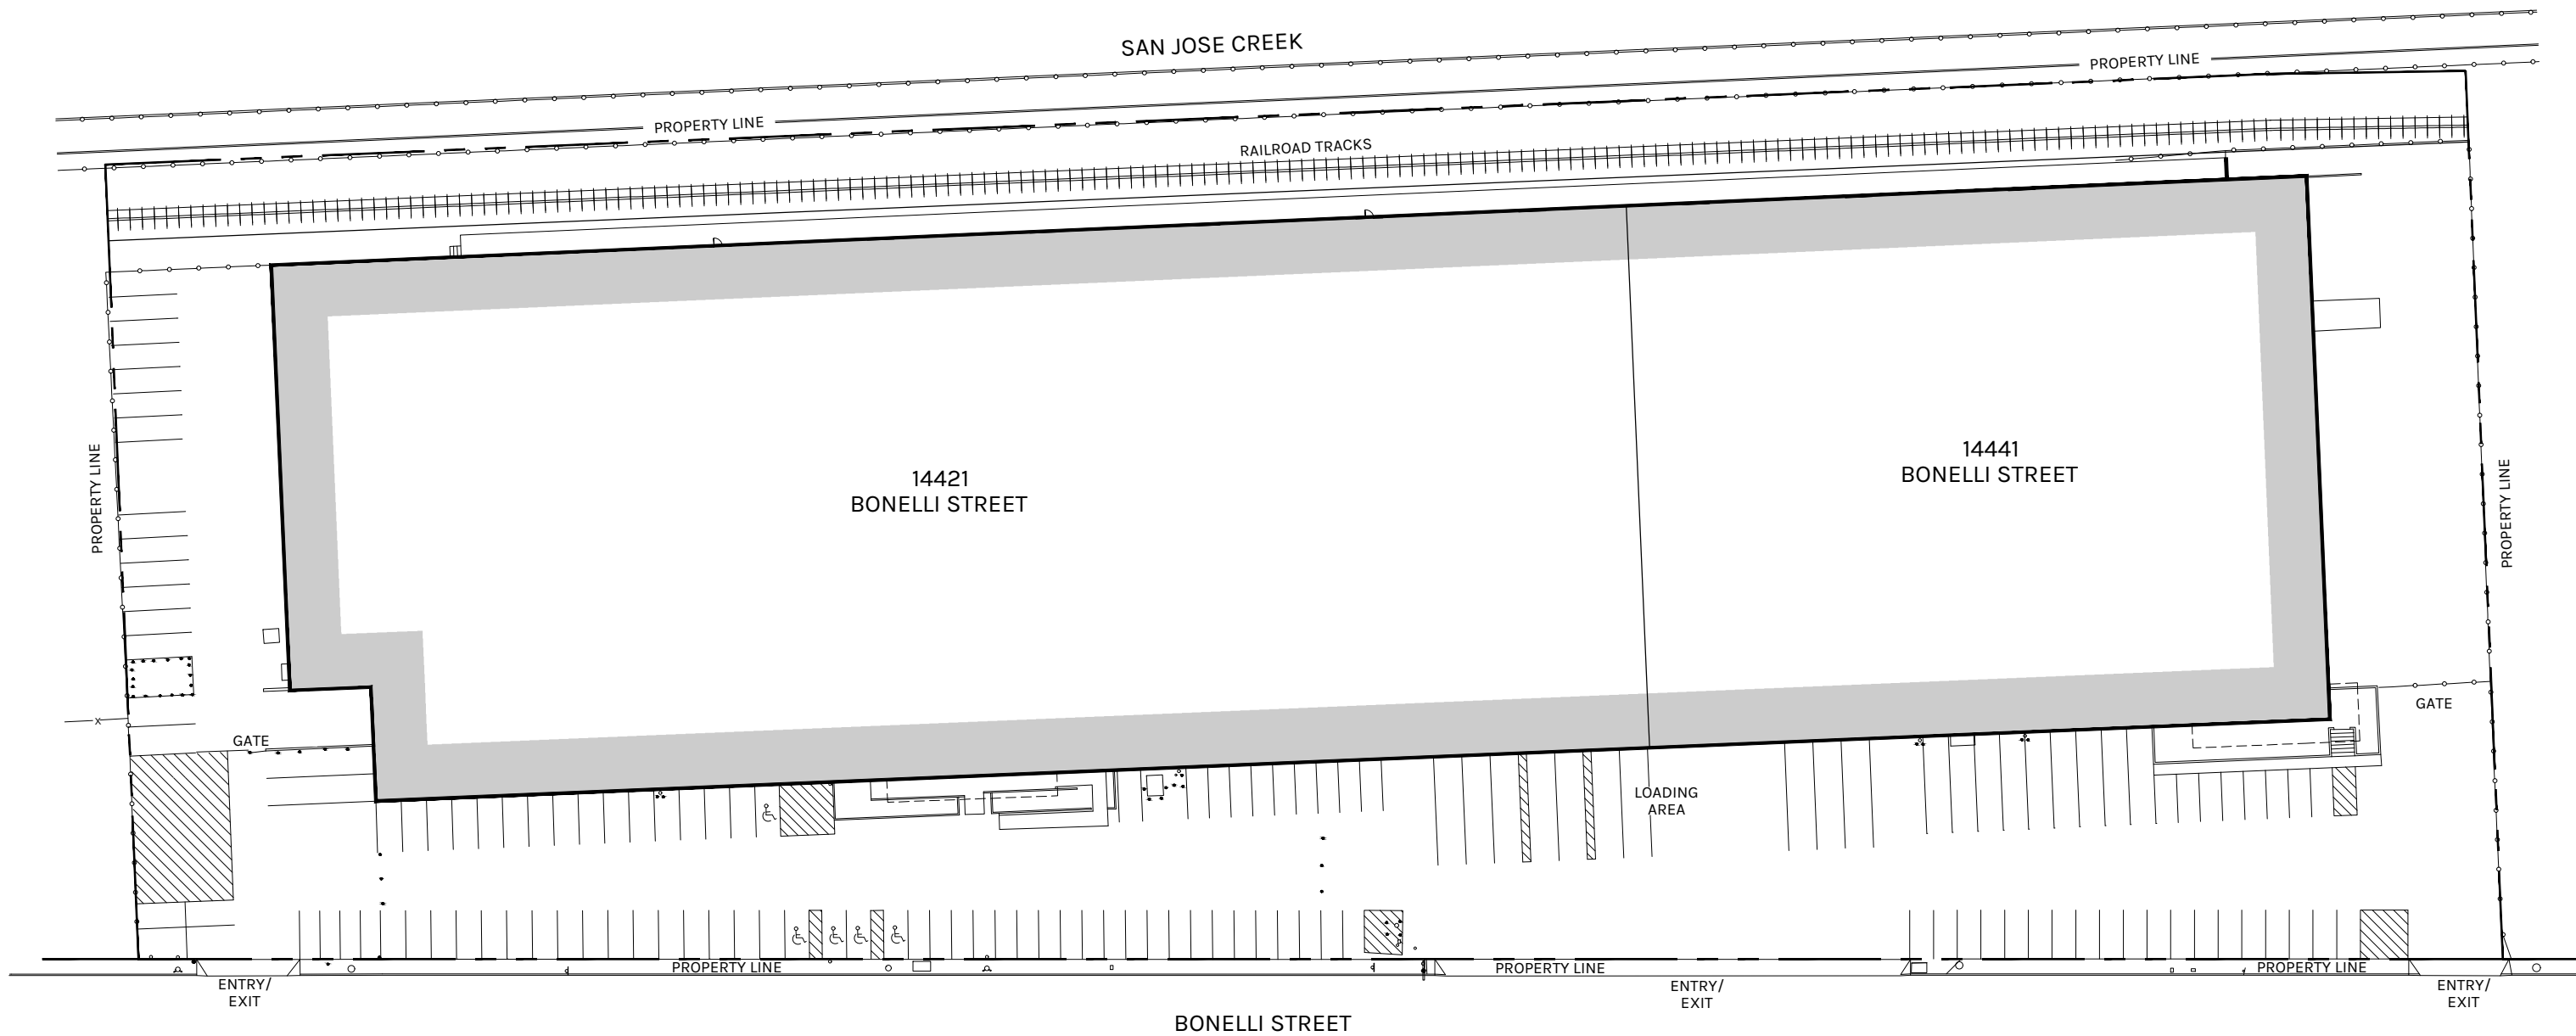 SAN JOSE CREEK
PROPERTY LINE
PROPERTY LINE
RAILROAD TRACKS
PROPERTY LINE
14421
BONELLI STREET
14441
BONELLI STREET
PROPERTY LINE
GATE
X
GATE
LOADING
AREA
PROPERTY LINE
PROPERTY LINE
PROPERTY LINE
ENTRY/
EXIT
ENTRY/
EXIT
ENTRY/
EXIT
BONELLI STREET